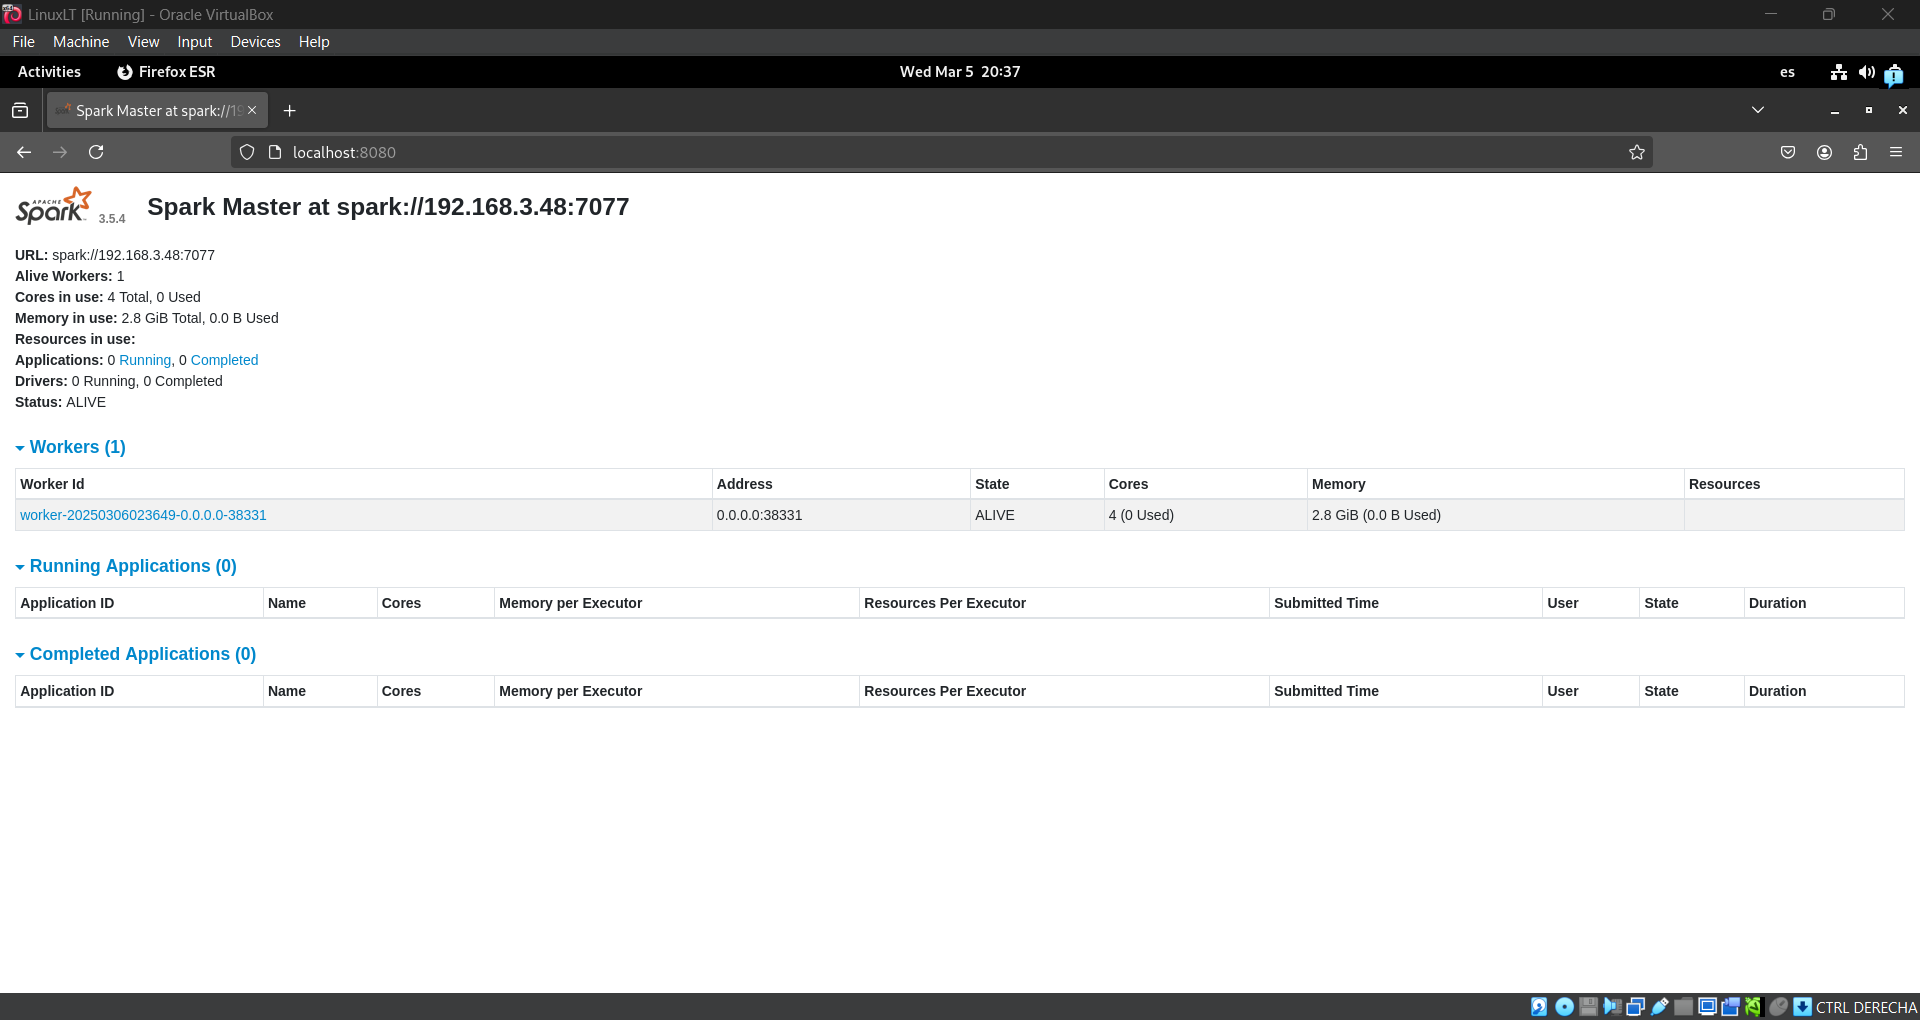 LinuxLT [Running] - Oracle VirtualBox
File Machine View Input Devices Help
Activities Firefox ESR Wed Mar 5 20:37 es
Spark Master at spark://19
localhost:8080
APACHE Spark 3.5.4 Spark Master at spark://192.168.3.48:7077
URL: spark://192.168.3.48:7077
Alive Workers: 1
Cores in use: 4 Total, 0 Used
Memory in use: 2.8 GiB Total, 0.0 B Used
Resources in use:
Applications: 0 Running, 0 Completed
Drivers: 0 Running, 0 Completed
Status: ALIVE
Workers (1)
Worker Id Address State Cores Memory Resources
worker-20250306023649-0.0.0.0-38331 0.0.0.0:38331 ALIVE 4 (0 Used) 2.8 GiB (0.0 B Used)
Running Applications (0)
Application ID Name Cores Memory per Executor Resources Per Executor Submitted Time User State Duration
Completed Applications (0)
Application ID Name Cores Memory per Executor Resources Per Executor Submitted Time User State Duration
CTRL DERECHA